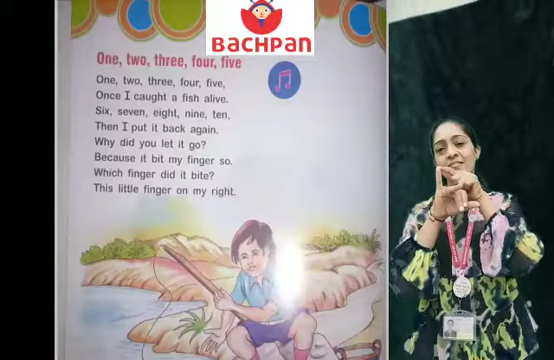 BACHPAN
One, two, three, four, five
One, two, three, four, five,
Once I caught a fish alive.
Six, seven, eight, nine, ten,
Then I put it back again.
Why did you let it go?
Because it bit my finger so.
Which finger did it bite?
This little finger on my right.